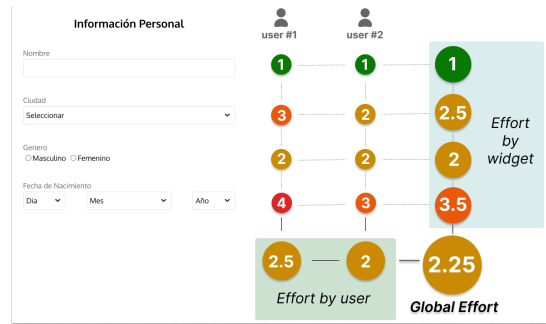 Información Personal
user #1
user #2
Nombre
1
1
1
Ciudad
Seleccionar
3
2
2.5
Effort
by
widget
Genero
Masculino Femenino
2
2
2
Fecha de Nacimiento
Dia Mes Año
4
3
3.5
2.5
2
2.25
Effort by user
Global Effort